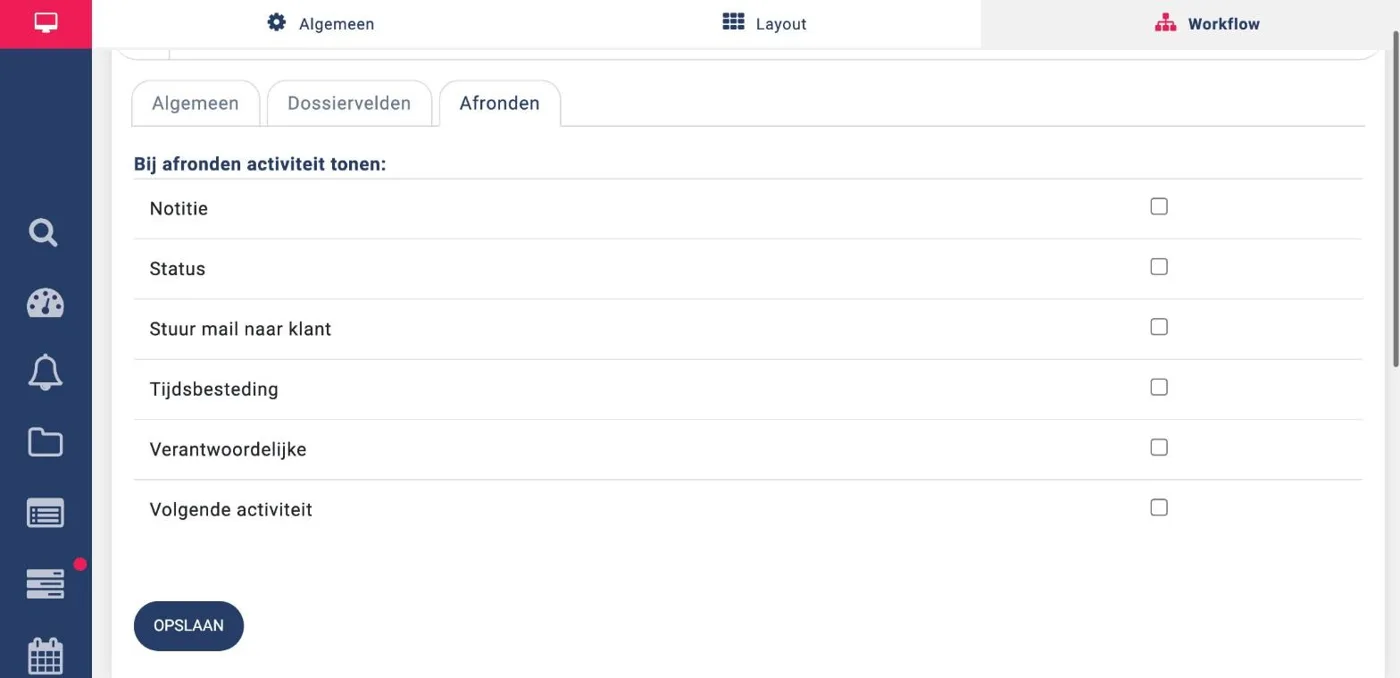 Algemeen
Layout
Workflow
Algemeen
Dossiervelden
Afronden
Bij afronden activiteit tonen:
Notitie
Status
Stuur mail naar klant
Tijdsbesteding
Verantwoordelijke
Volgende activiteit
OPSLAAN